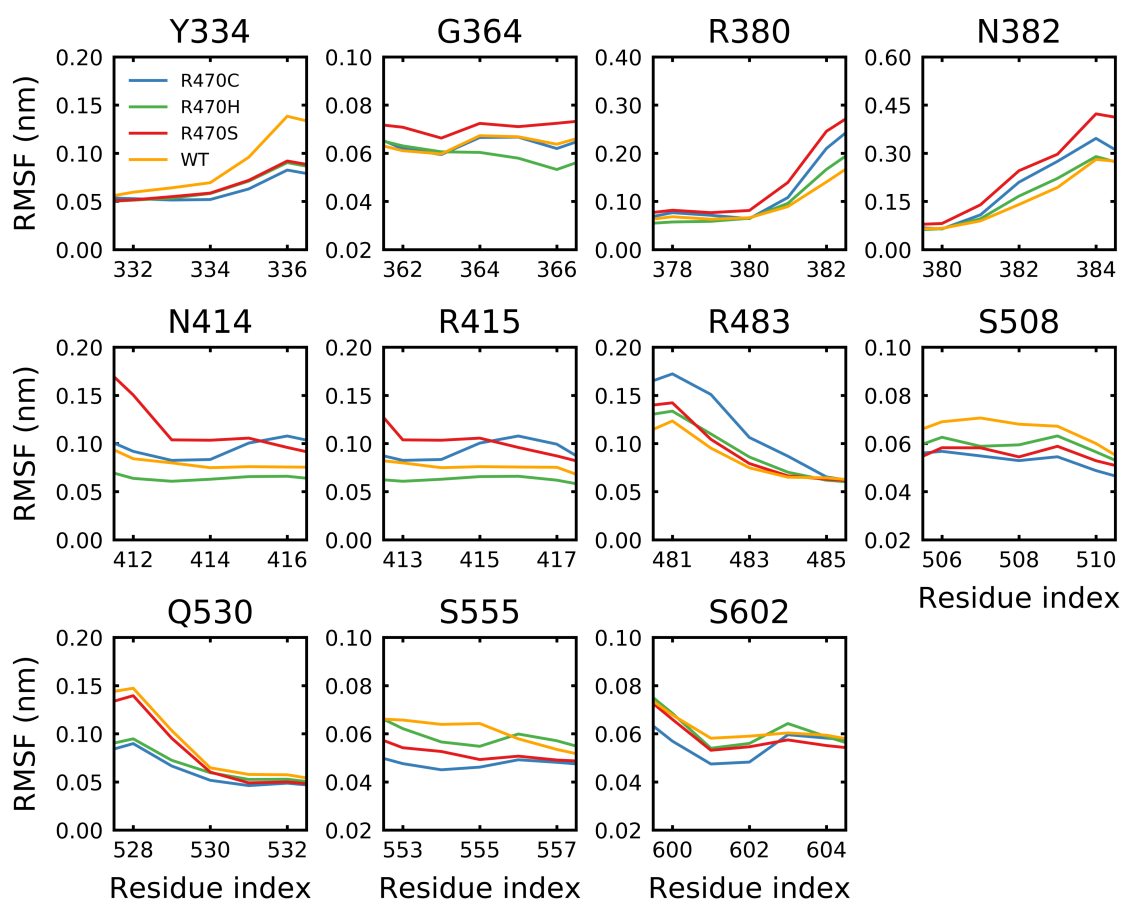 Y334 G364 R380 N382
RMSF (nm)
0.20 0.15 0.10 0.05 0.00
R470C
R470H
R470S
WT
332 334 336
0.10 0.08 0.06 0.04 0.02
362 364 366
0.40 0.30 0.20 0.10 0.00
378 380 382
0.60 0.45 0.30 0.15 0.00
380 382 384
N414 R415 R483 S508
RMSF (nm)
0.20 0.15 0.10 0.05 0.00
412 414 416
0.20 0.15 0.10 0.05 0.00
413 415 417
0.20 0.15 0.10 0.05 0.00
481 483 485
0.10 0.08 0.06 0.04 0.02
506 508 510
Residue index
Q530 S555 S602
RMSF (nm)
0.20 0.15 0.10 0.05 0.00
528 530 532
Residue index
0.10 0.08 0.06 0.04 0.02
553 555 557
Residue index
0.10 0.08 0.06 0.04 0.02
600 602 604
Residue index